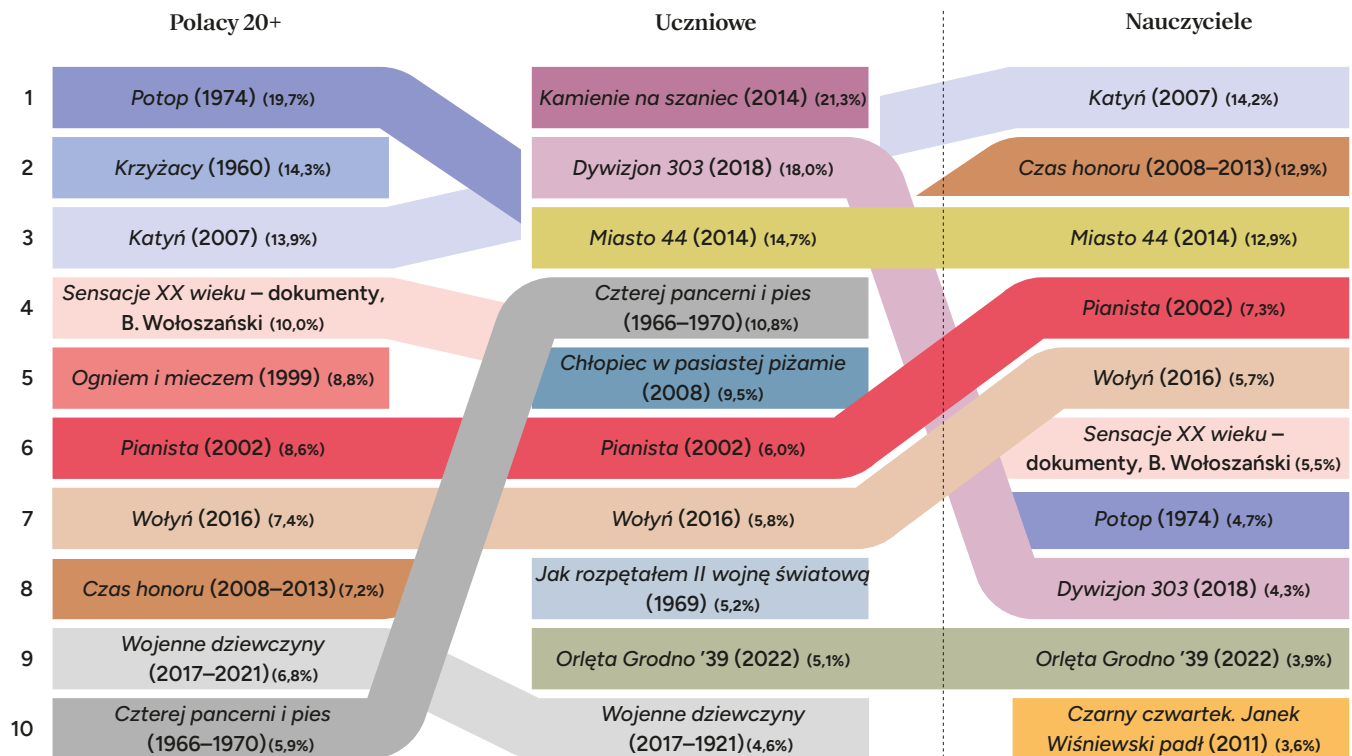 Polacy 20+
Uczniowe
Nauczyciele
1
Potop (1974) (19,7%)
Kamienie na szaniec (2014) (21,3%)
Katyń (2007) (14,2%)
2
Krzyżacy (1960) (14,3%)
Dywizjon 303 (2018) (18,0%)
Czas honoru (2008–2013) (12,9%)
3
Katyń (2007) (13,9%)
Miasto 44 (2014) (14,7%)
Miasto 44 (2014) (12,9%)
4
Sensacje XX wieku – dokumenty,
B. Wołoszański (10,0%)
Czterej pancerni i pies
(1966–1970) (10,8%)
Pianista (2002) (7,3%)
5
Ogniem i mieczem (1999) (8,8%)
Chłopiec w pasiastej piżamie
(2008) (9,5%)
Wołyń (2016) (5,7%)
6
Pianista (2002) (8,6%)
Pianista (2002) (6,0%)
Sensacje XX wieku –
dokumenty, B. Wołoszański (5,5%)
7
Wołyń (2016) (7,4%)
Wołyń (2016) (5,8%)
Potop (1974) (4,7%)
8
Czas honoru (2008–2013) (7,2%)
Jak rozpętałem II wojnę światową
(1969) (5,2%)
Dywizjon 303 (2018) (4,3%)
9
Wojenne dziewczyny
(2017–2021) (6,8%)
Orlęta Grodno ’39 (2022) (5,1%)
Orlęta Grodno ’39 (2022) (3,9%)
10
Czterej pancerni i pies
(1966–1970) (5,9%)
Wojenne dziewczyny
(2017–1921) (4,6%)
Czarny czwartek. Janek
Wiśniewski padł (2011) (3,6%)